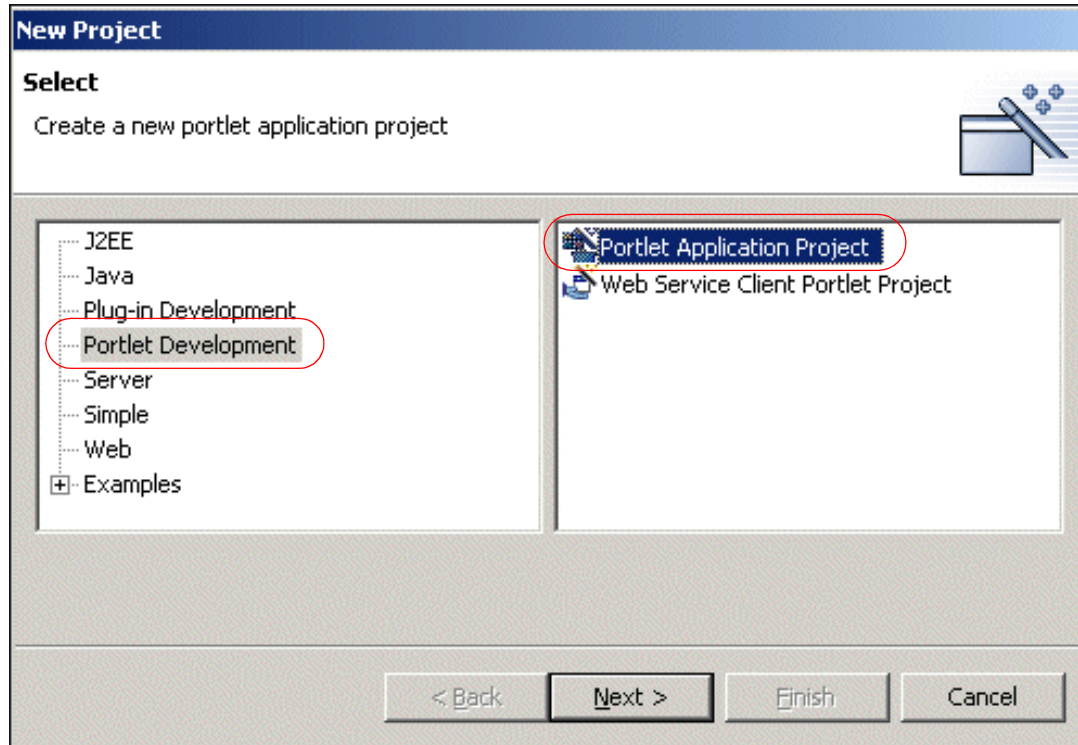 New Project
Select
Create a new portlet application project
J2EE
Java
Plug-in Development
Portlet Development
Server
Simple
Web
Examples
Portlet Application Project
Web Service Client Portlet Project
< Back
Next >
Finish
Cancel